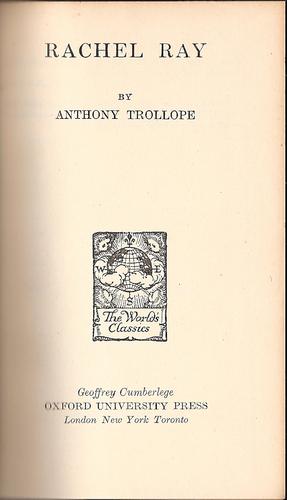 RACHEL RAY
BY
ANTHONY TROLLOPE
W E
S
The World's
Classics
Geoffrey Cumberlege
OXFORD UNIVERSITY PRESS
London New York Toronto